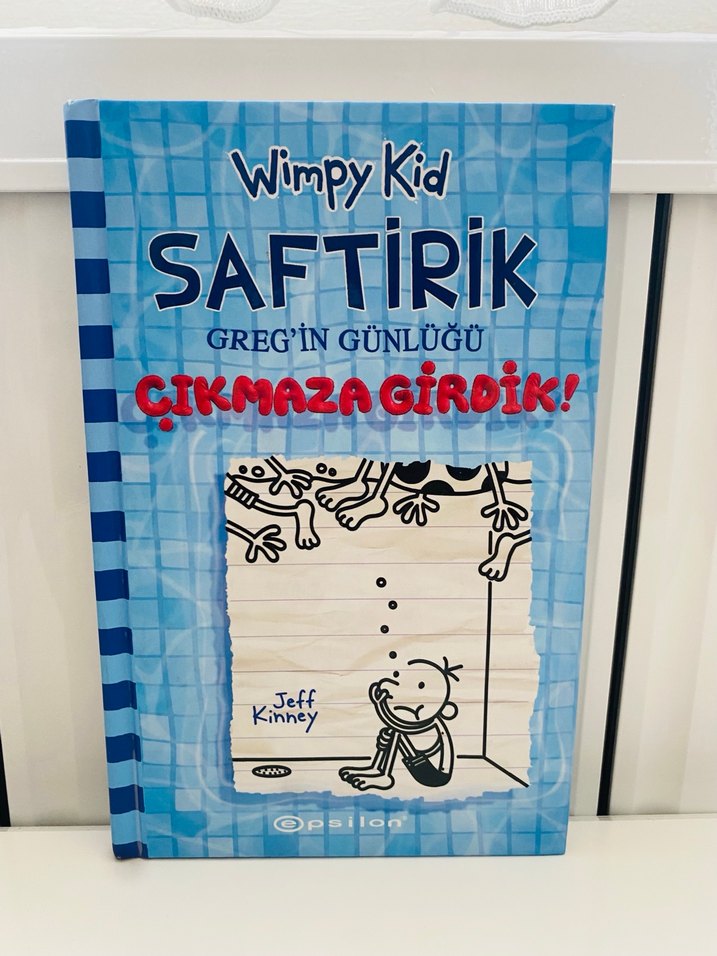 Wimpy Kid
SAFTİRİK
GREG'İN GÜNLÜĞÜ
ÇIKMAZA GİRDİK!
Jeff
Kinney
epsilon®